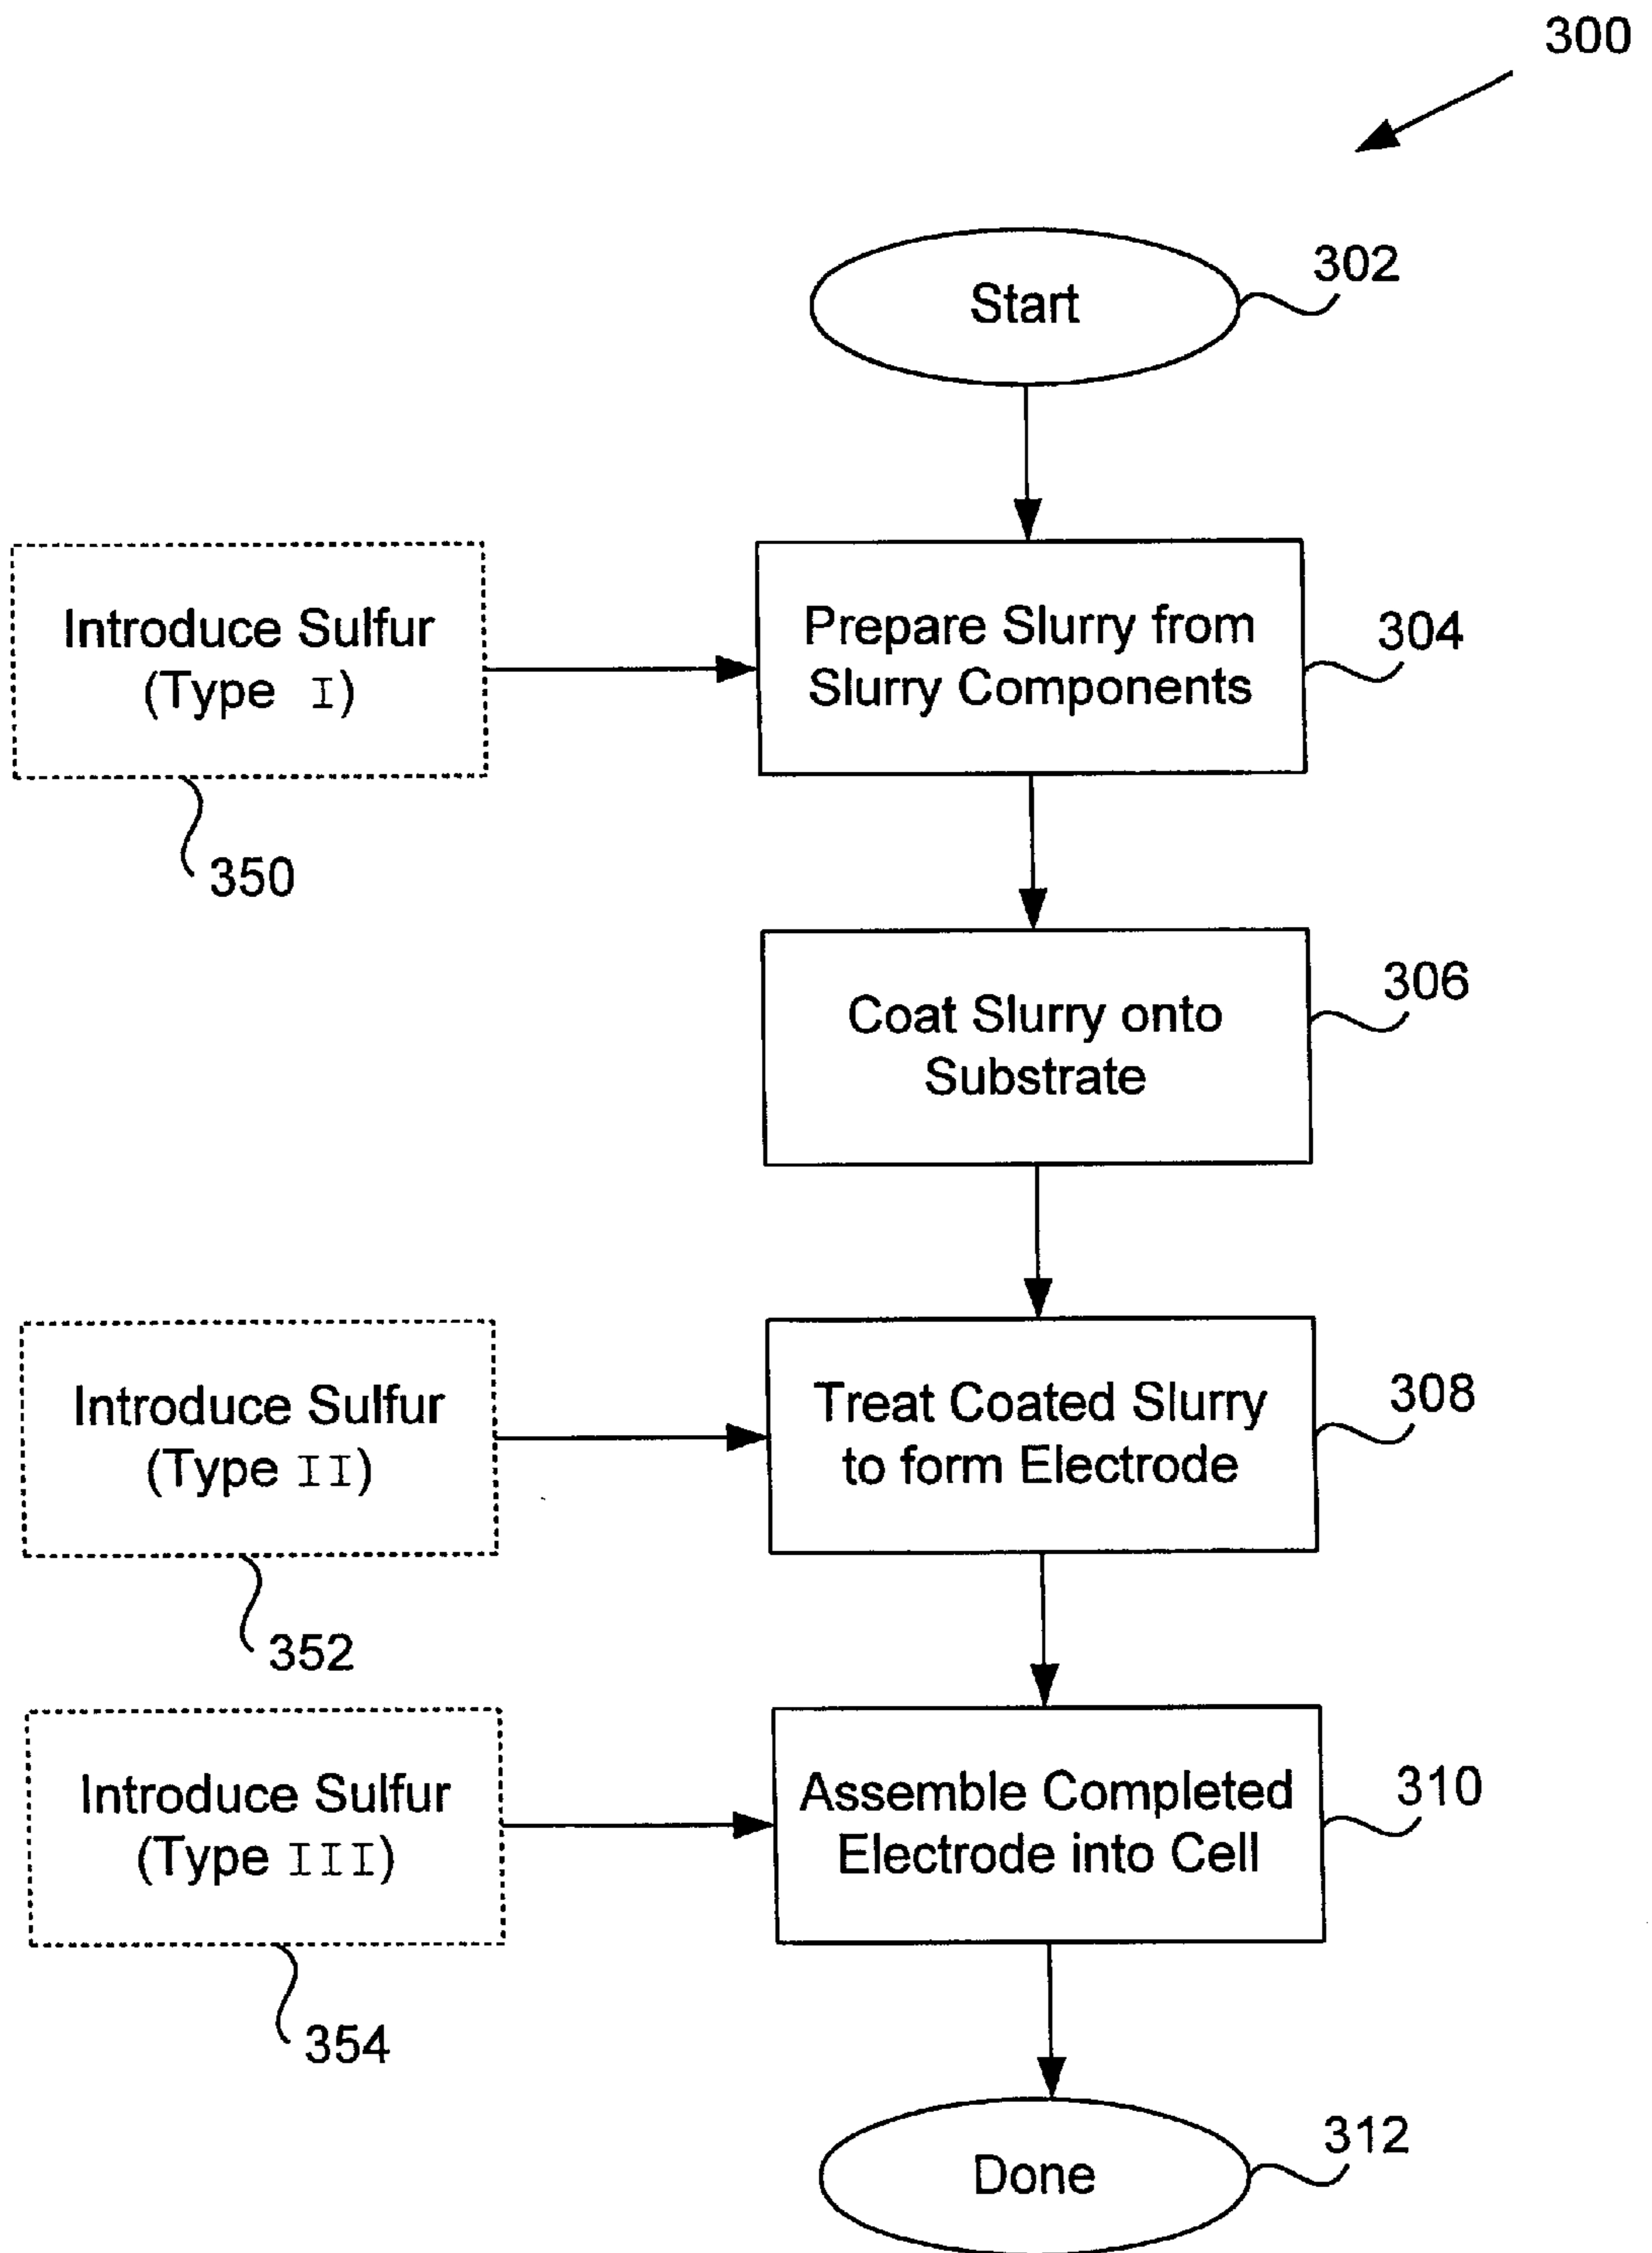 300
Start
302
Introduce Sulfur
(Type I)
350
Prepare Slurry from
Slurry Components
304
Coat Slurry onto
Substrate
306
Introduce Sulfur
(Type II)
352
Treat Coated Slurry
to form Electrode
308
Introduce Sulfur
(Type III)
354
Assemble Completed
Electrode into Cell
310
Done
312